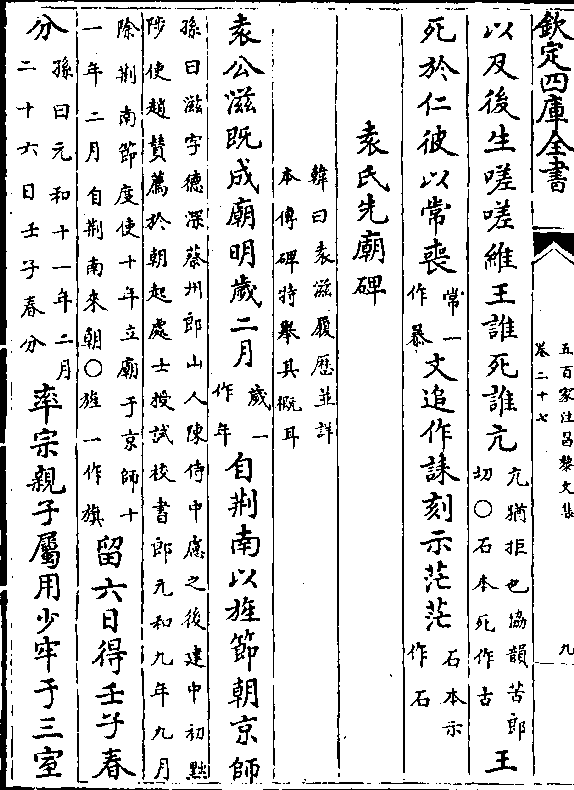 欽定四庫全書
五百家注昌黎文集
卷二十七
九
以及後生嗟嗟維王誰死誰亢亢猶拒也協韻苦郎切〇石本死作古王
死於仁彼以常喪常一作暴文追作誄刻示茫茫石本示作石
袁氏先廟碑
韓曰袁滋履歷並詳
本傳碑特舉其概耳
袁公滋既成廟明歲二月歲一作年自荆南以旌節朝京師
孫曰滋字德深蔡州郎山人陳侍中之後建中初黜
陟使趙賛薦於朝起處士授試校書郎元和九年九月
除荆南節度使十年立廟于京師十
一年二月自荆南來朝〇旌一作旗
留六日得壬子春
分孫曰元和十一年二月二十六日壬子春分率宗親子屬用少牢于三室